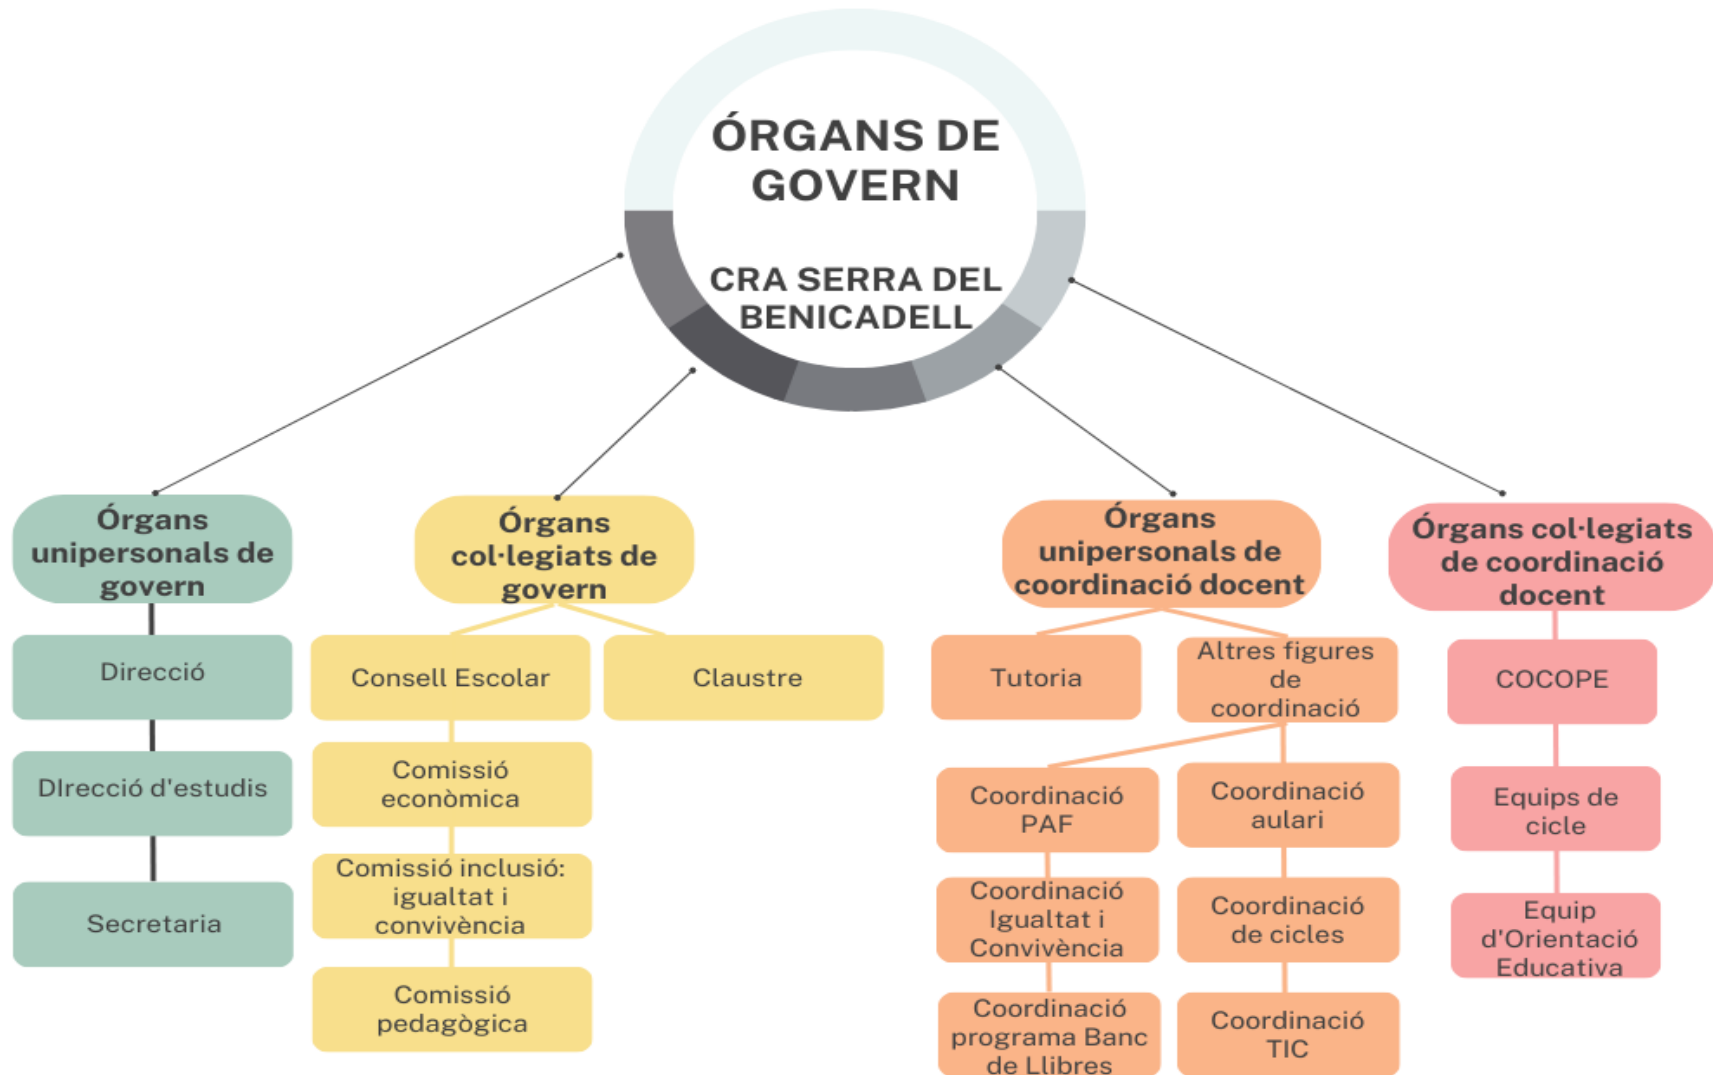 ÓRGANS DE
GOVERN
CRA SERRA DEL
BENICADELL
Órgans
unipersonals de
govern
Direcció
DIrecció d'estudis
Secretaria
Órgans
col·legiats de
govern
Consell Escolar
Claustre
Comissió
econòmica
Comissió inclusió:
igualtat i
convivència
Comissió
pedagògica
Órgans
unipersonals de
coordinació docent
Tutoria
Altres figures
de
coordinació
Coordinació
PAF
Coordinació
Igualtat i
Convivència
Coordinació
programa Banc
de Llibres
Coordinació
aulari
Coordinació
de cicles
Coordinació
TIC
Órgans col·legiats
de coordinació
docent
COCOPE
Equips de
cicle
Equip
d'Orientació
Educativa